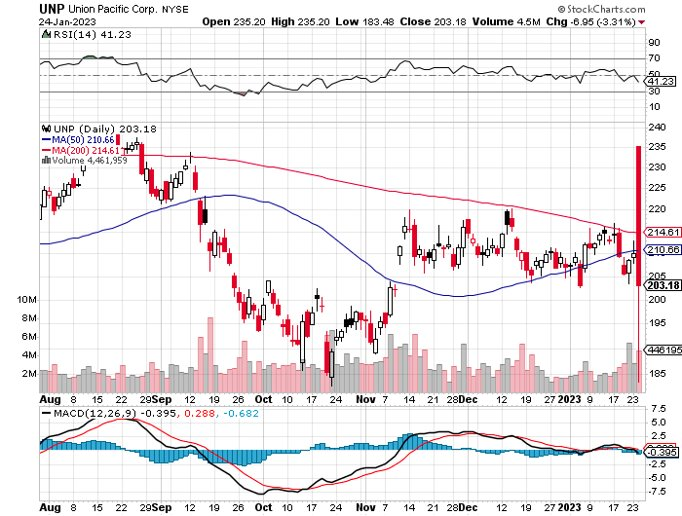 UNP Union Pacific Corp. NYSE © StockCharts.com
24-Jan-2023 Open 235.20 High 235.20 Low 183.48 Close 203.18 Volume 4.5M Chg -6.95 (-3.31%)
RSI(14) 41.23
90
70
50
41.23
30
10
UNP (Daily) 203.18
MA(50) 210.66
MA(200) 214.61
Volume 4,461,959
240
235
230
225
220
214.61
210.66
205
203.18
200
195
4461959
185
10M
8M
6M
4M
2M
Aug 8 15 22 Sep 12 19 26 Oct 10 17 24 Nov 7 14 21 28 Dec 12 19 27 2023 9 17 23
MACD(12,26,9) -0.395, 0.288, -0.682
7.5
5.0
2.5
-0.395
-2.5
-5.0
-7.5
Aug 8 15 22 Sep 12 19 26 Oct 10 17 24 Nov 7 14 21 28 Dec 12 19 27 2023 9 17 23